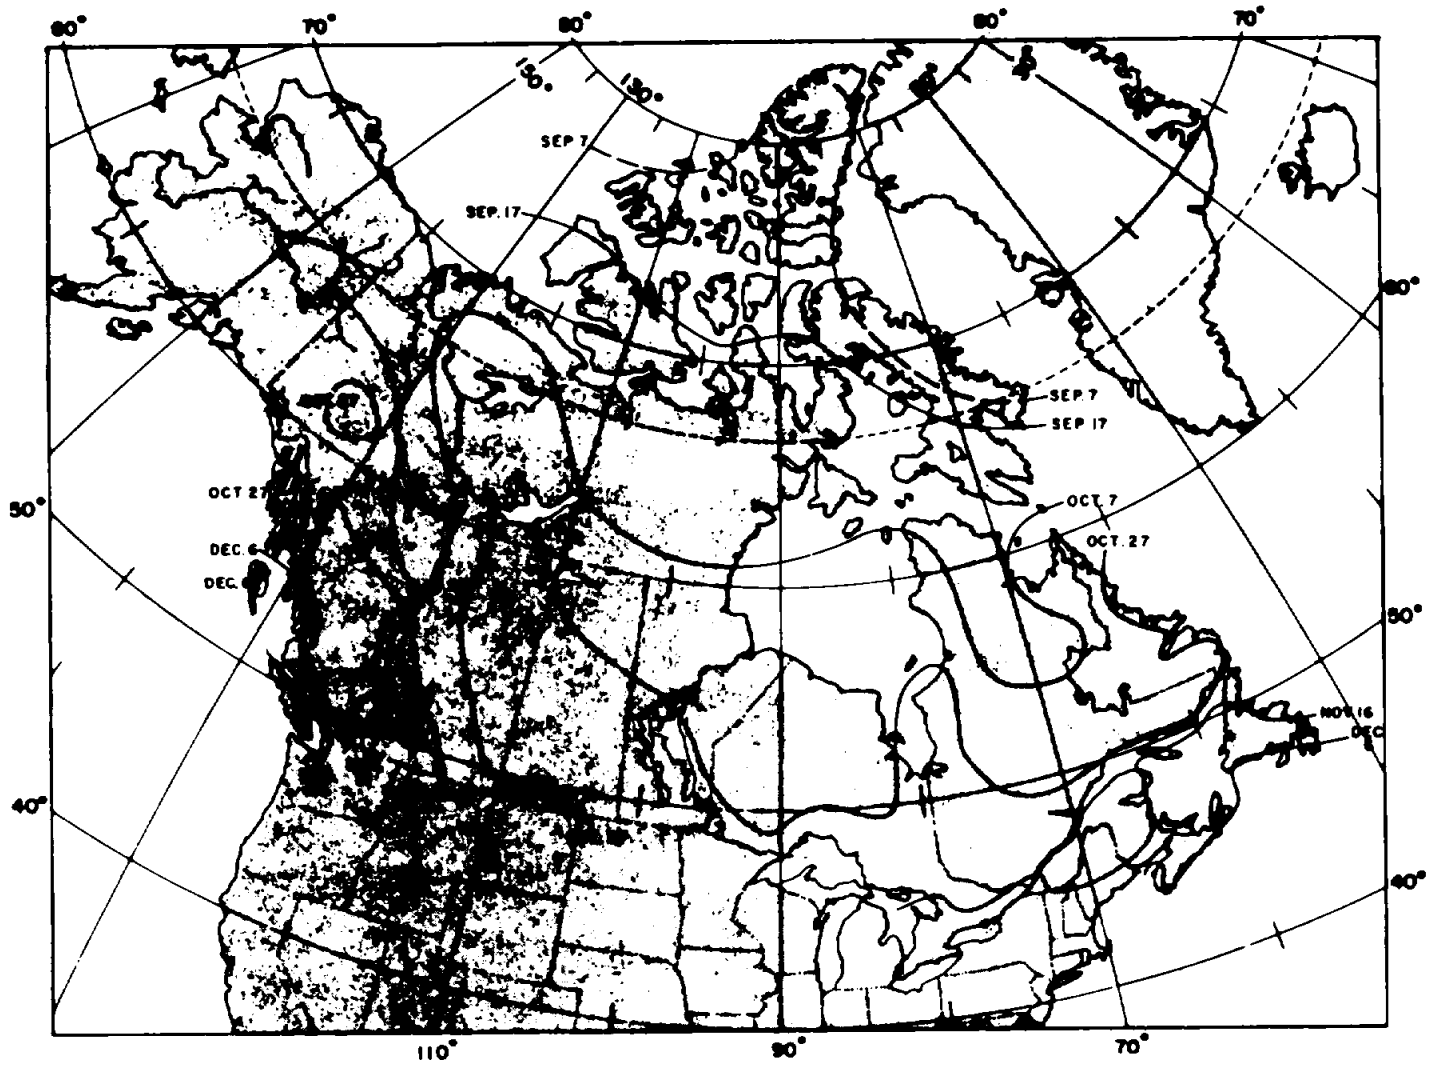 60° 70° 80° 80° 70°
150°
130°
SEP 7
SEP. 17
60°
SEP. 7
SEP 17
OCT. 7
OCT. 27
OCT 27
50°
DEC. 6
DEC.
50°
NOV. 16
DEC
40°
40°
110° 90° 70°